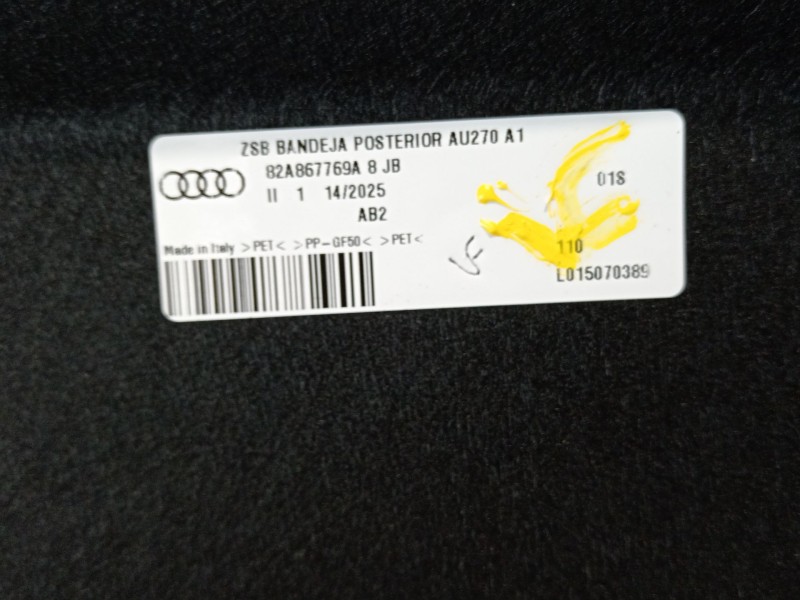 ZSB BANDEJA POSTERIOR AU270 A1
82A867769A 8 JB
II 1 14/2025
AB2
018
Made in Italy >PET< >PP-GF50< >PET<
110
L015070389